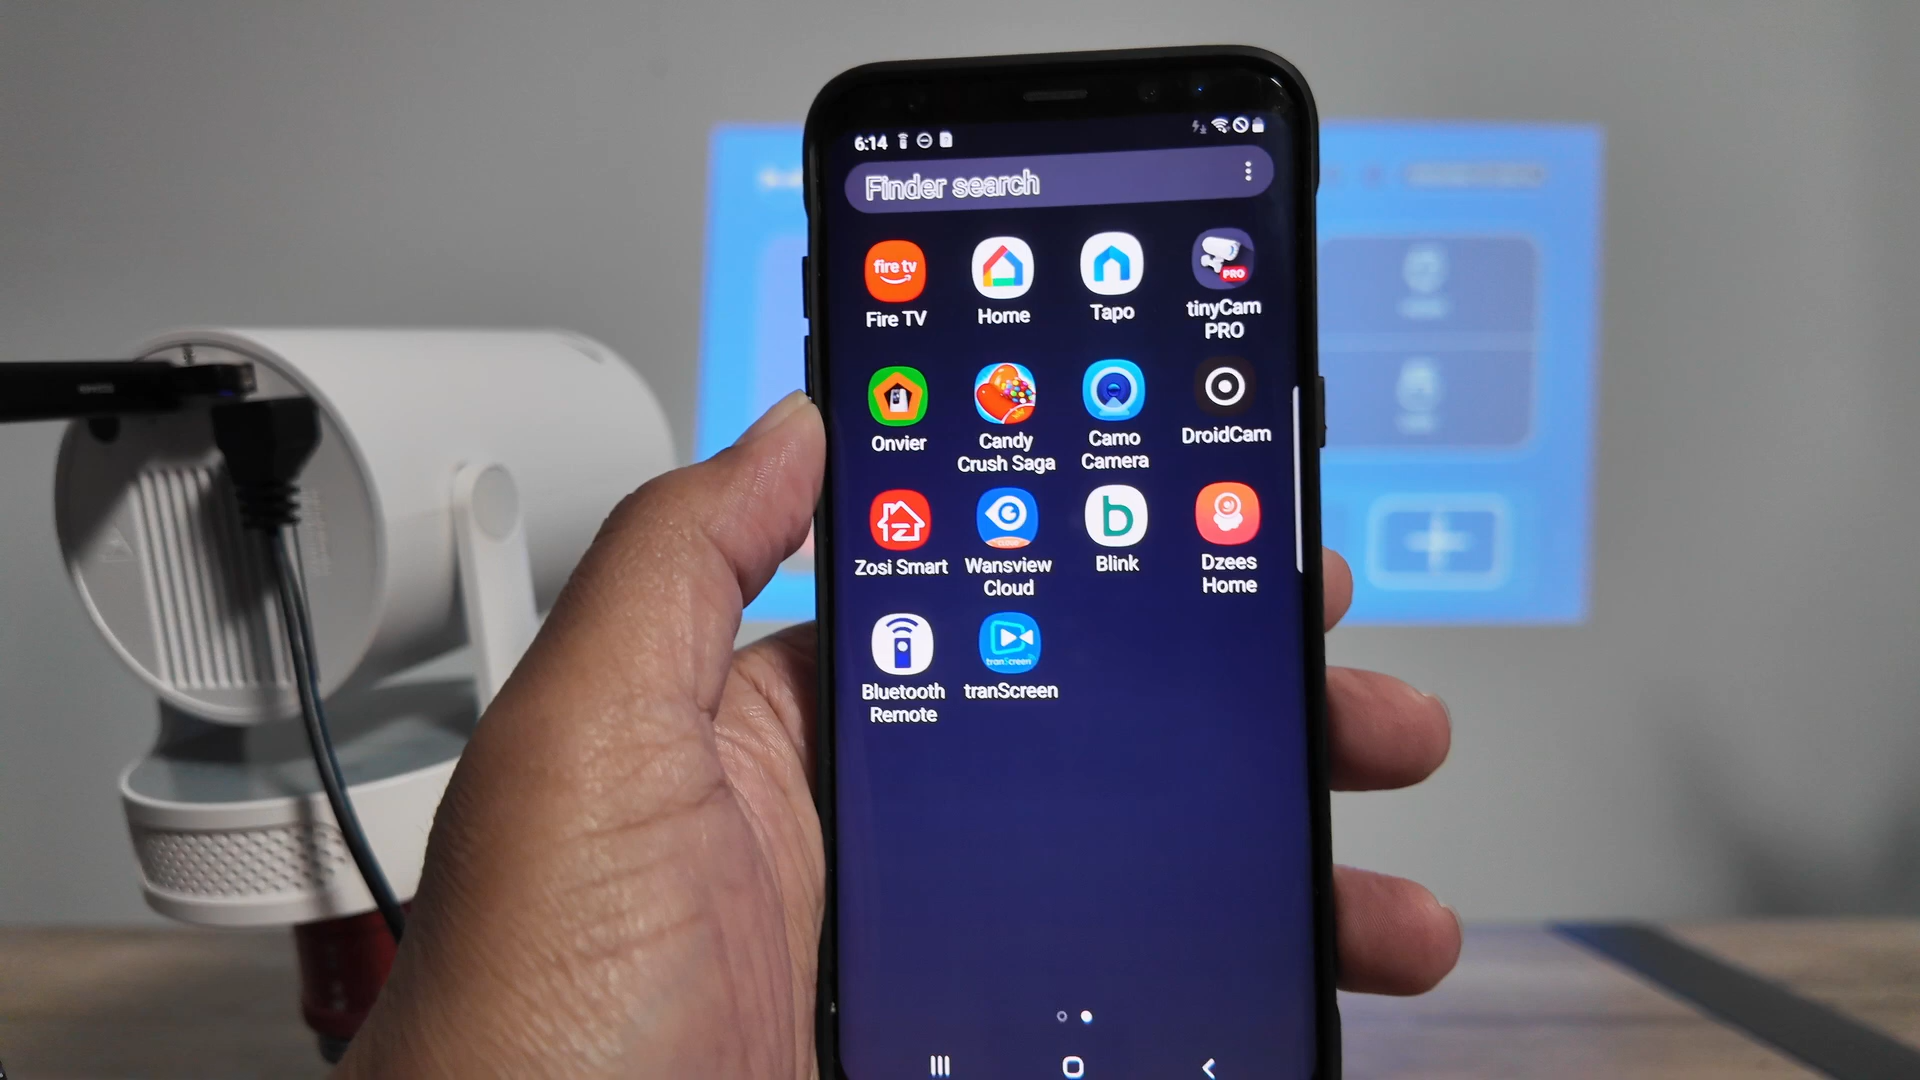 6:14
Finder search
fire tv
PRO
Fire TV
Home
Tapo
tinyCam
PRO
Onvier
Candy
Crush Saga
Camo
Camera
DroidCam
Zosi Smart
Wansview
Cloud
Blink
Dzees
Home
tranScreen
Bluetooth
Remote
tranScreen